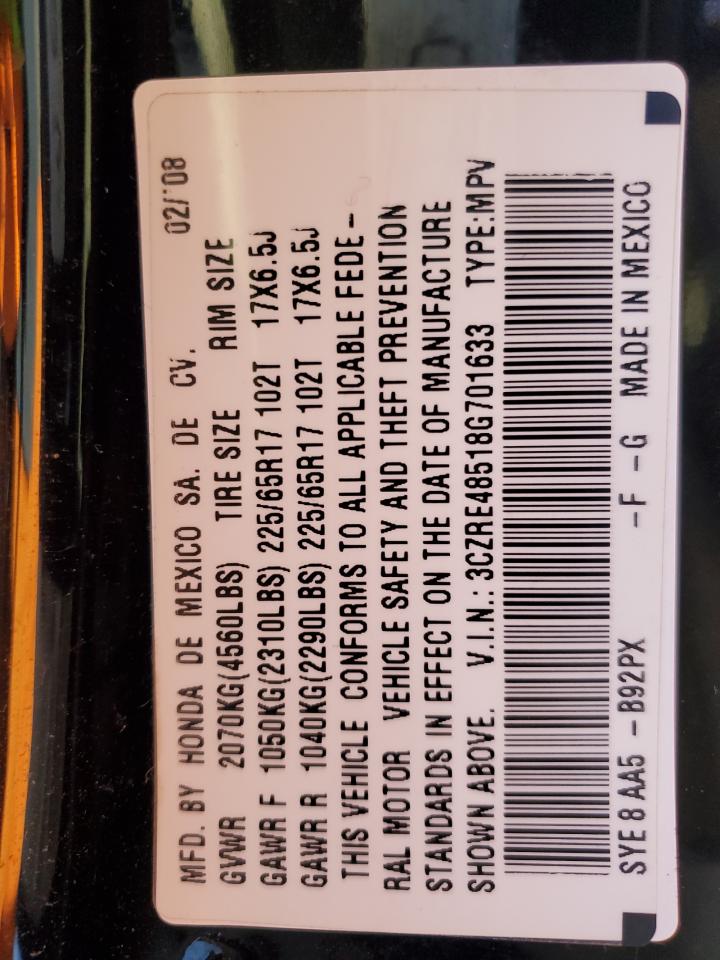 MFD. BY HONDA DE MEXICO SA. DE CV. 02/'08
GVWR 2070KG(4560LBS) TIRE SIZE RIM SIZE
GAWR F 1050KG(2310LBS) 225/65R17 102T 17X6.5J
GAWR R 1040KG(2290LBS) 225/65R17 102T 17X6.5J
THIS VEHICLE CONFORMS TO ALL APPLICABLE FEDE-
RAL MOTOR VEHICLE SAFETY AND THEFT PREVENTION
STANDARDS IN EFFECT ON THE DATE OF MANUFACTURE
SHOWN ABOVE. V.I.N.: 3CZRE48518G701633 TYPE:MPV
SYE8 AA5 -B92PX -F -G MADE IN MEXICO